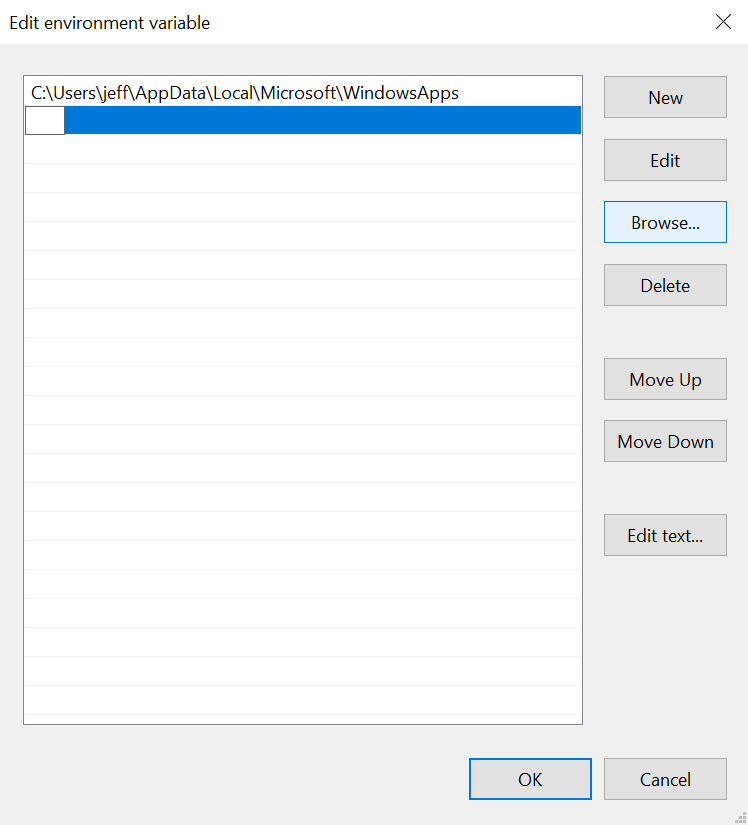 Edit environment variable
C:\Users\jeff\AppData\Local\Microsoft\WindowsApps
New
Edit
Browse...
Delete
Move Up
Move Down
Edit text...
OK
Cancel